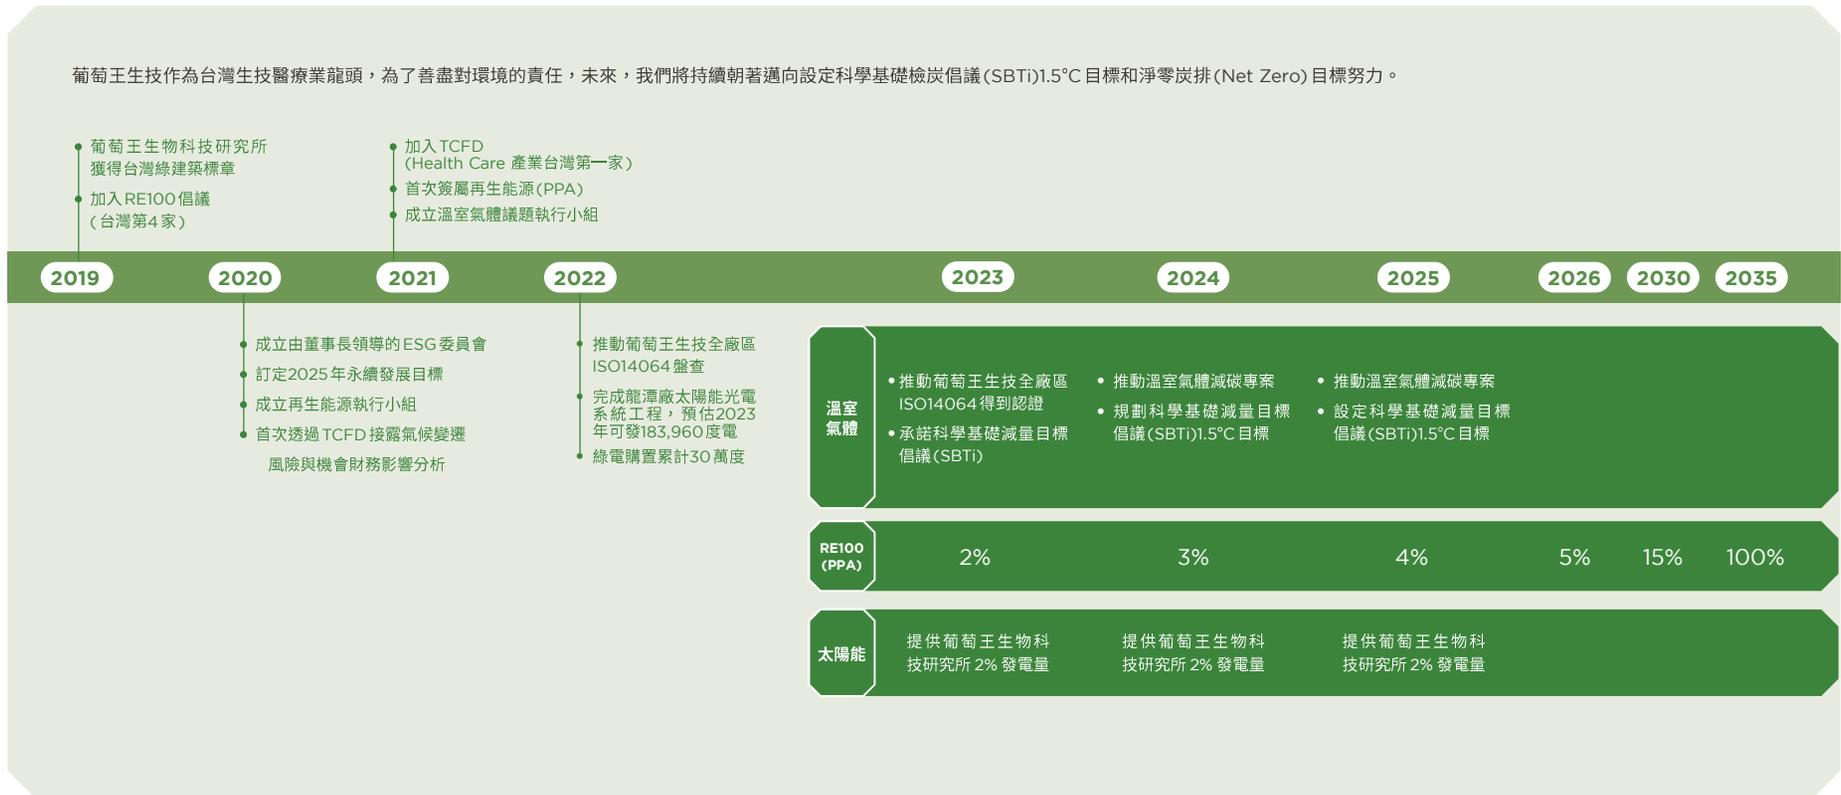 葡萄王生技作為台灣生技醫療業龍頭，為了善盡對環境的責任，未來，我們將持續朝著邁向設定科學基礎檢炭倡議(SBTi)1.5°C目標和淨零炭排(Net Zero)目標努力。
葡萄王生物科技研究所
獲得台灣綠建築標章
加入RE100倡議
(台灣第4家)
加入TCFD
(Health Care 產業台灣第一家)
首次簽屬再生能源(PPA)
成立溫室氣體議題執行小組
2019
2020
2021
2022
2023
2024
2025
2026
2030
2035
成立由董事長領導的ESG委員會
訂定2025年永續發展目標
成立再生能源執行小組
首次透過TCFD接露氣候變遷
風險與機會財務影響分析
推動葡萄王生技全廠區
ISO14064盤查
完成龍潭廠太陽能光電
系統工程，預估2023
年可發183,960度電
綠電購置累計30萬度
溫室
氣體
推動葡萄王生技全廠區
ISO14064得到認證
承諾科學基礎減量目標
倡議(SBTi)
推動溫室氣體減碳專案
規劃科學基礎減量目標
倡議(SBTi)1.5°C目標
推動溫室氣體減碳專案
設定科學基礎減量目標
倡議(SBTi)1.5°C目標
RE100
(PPA)
2%
3%
4%
5%
15%
100%
太陽能
提供葡萄王生物科
技研究所2%發電量
提供葡萄王生物科
技研究所2%發電量
提供葡萄王生物科
技研究所2%發電量